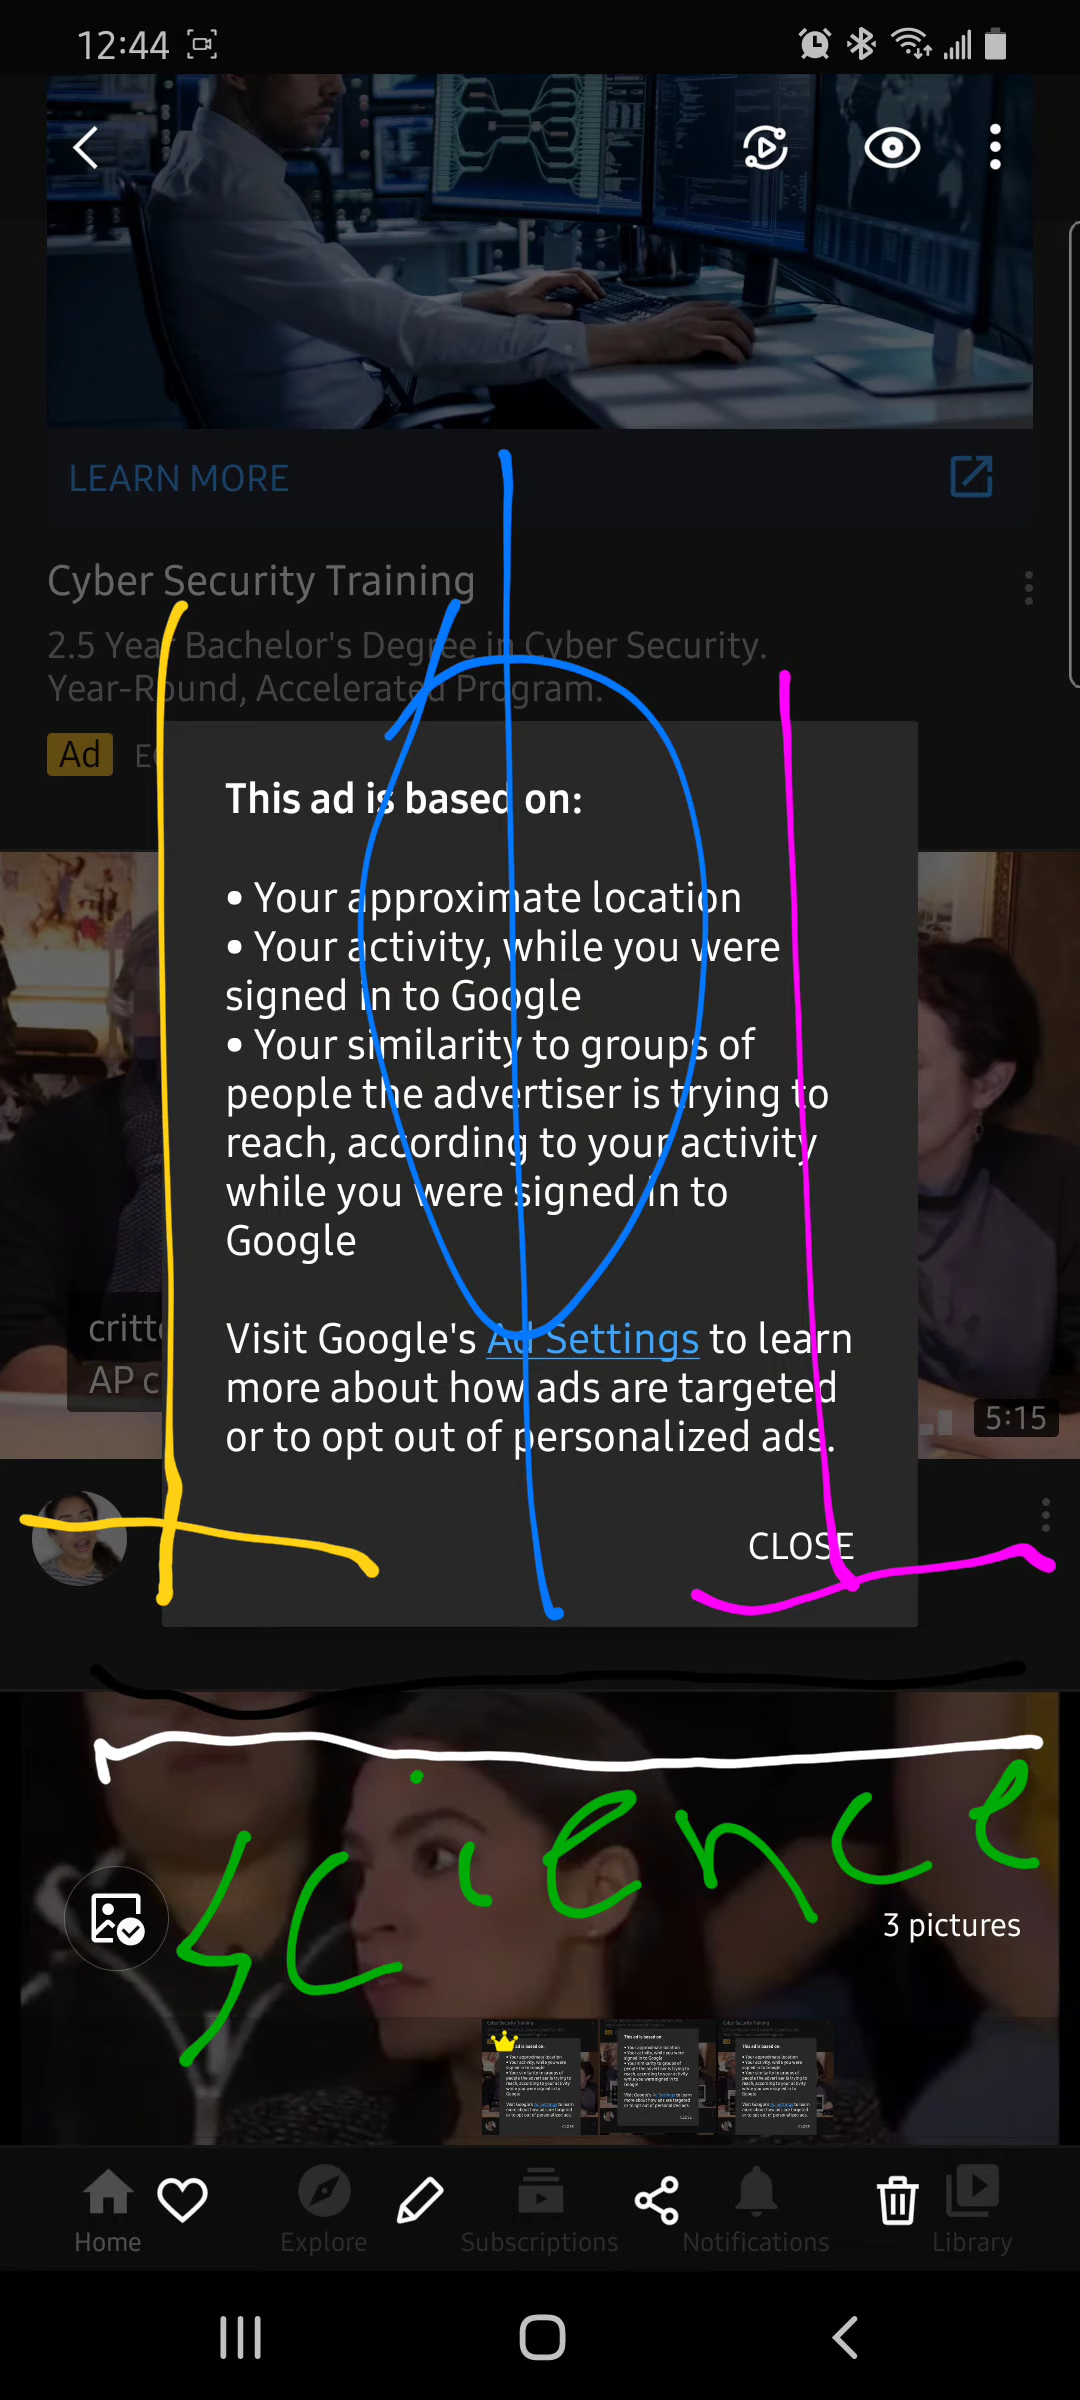 12:44
LEARN MORE
Cyber Security Training
2.5 Year Bachelor's Degree in Cyber Security.
Year-Round, Accelerated Program.
Ad
This ad is based on:
• Your approximate location
• Your activity, while you were
signed in to Google
• Your similarity to groups of
people the advertiser is trying to
reach, according to your activity
while you were signed in to
Google
Visit Google's Ad Settings to learn
more about how ads are targeted
or to opt out of personalized ads.
AP
5:15
CLOSE
science
3 pictures
Home
Explore
Subscriptions
Notifications
Library